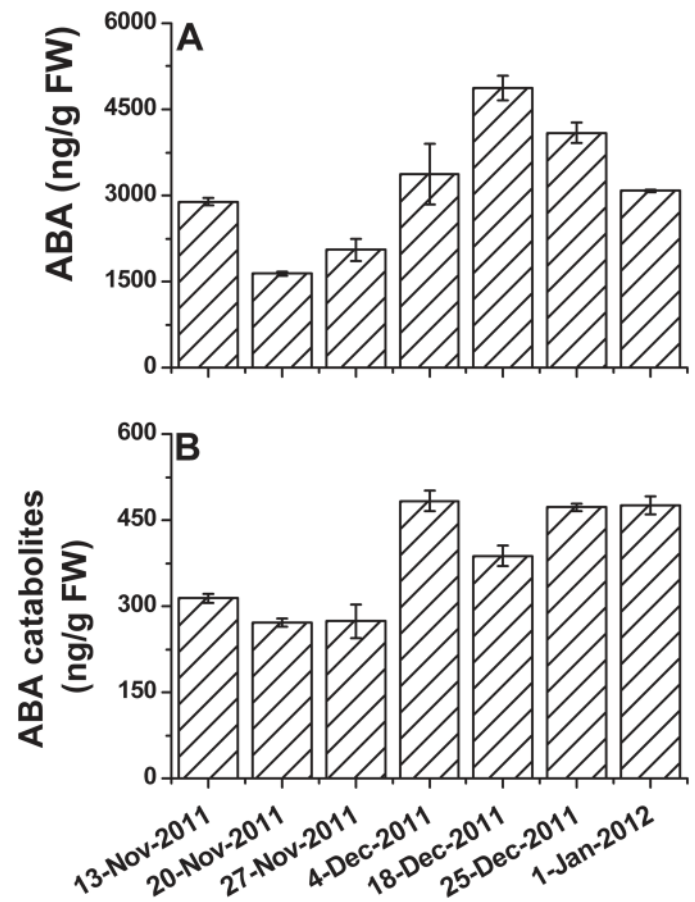 A
ABA (ng/g FW)
6000
4500
3000
1500
0
B
ABA catabolites
(ng/g FW)
600
450
300
150
0
13-Nov-2011
20-Nov-2011
27-Nov-2011
4-Dec-2011
18-Dec-2011
25-Dec-2011
1-Jan-2012